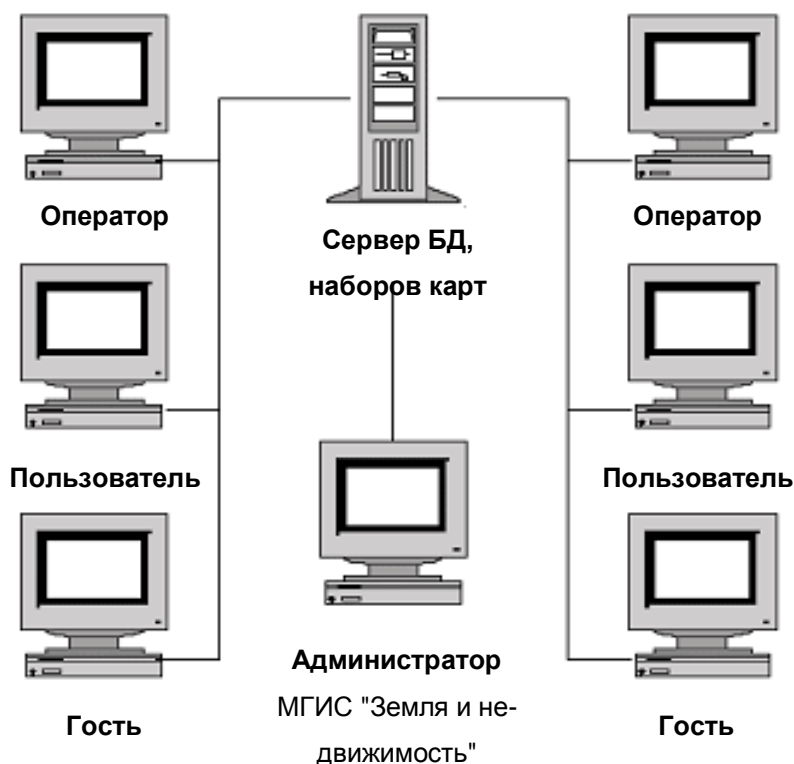 Оператор
Сервер БД,
наборов карт
Оператор
Пользователь
Пользователь
Администратор
МГИС "Земля и не-
движимость"
Гость
Гость